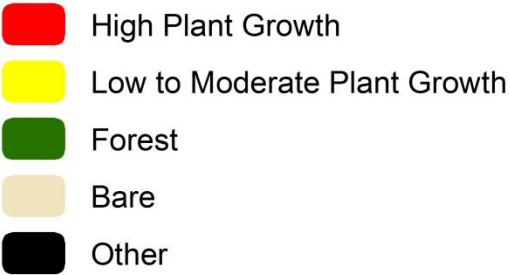 High Plant Growth
Low to Moderate Plant Growth
Forest
Bare
Other